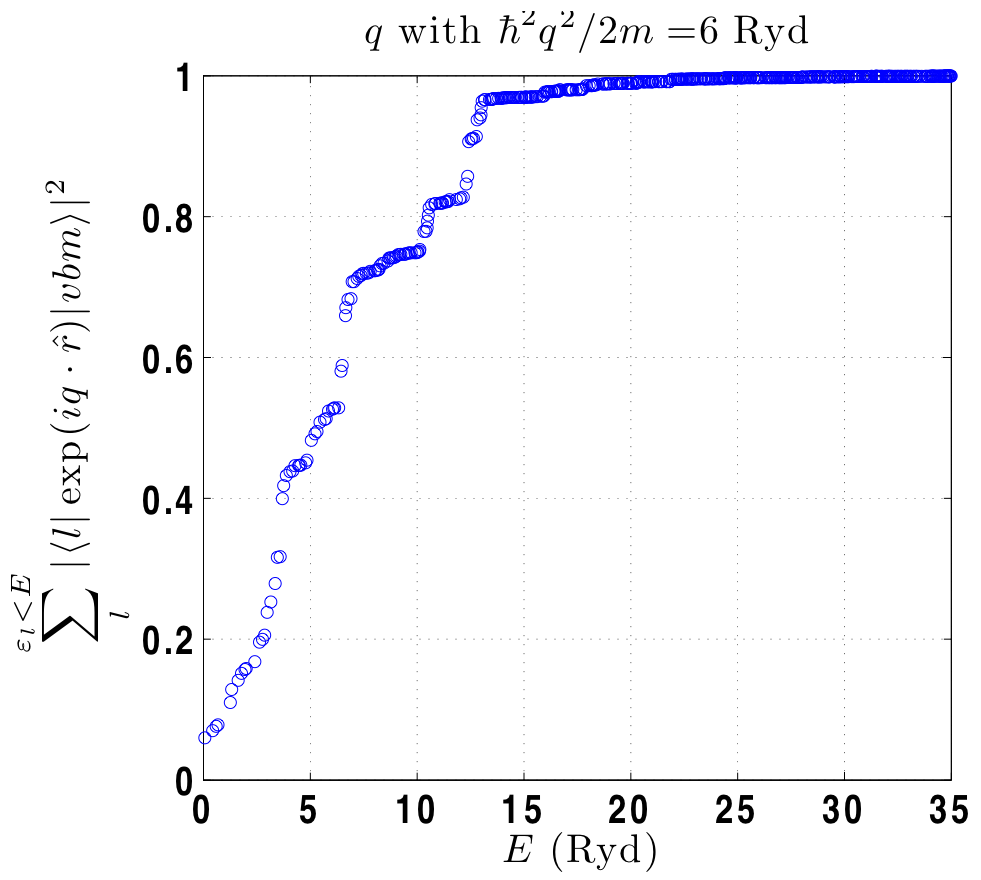 q with ħ²q²/2m =6 Ryd
1
0.8
0.6
0.4
0.2
0
0 5 10 15 20 25 30 35
E (Ryd)
∑_l^{ε_l<E} |⟨l| exp(iq · r̂)|vbm⟩|²